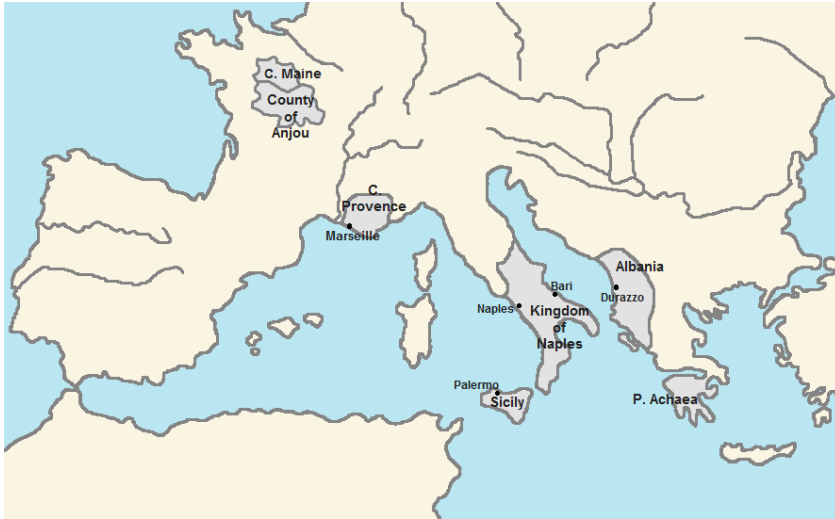 C. Maine
County
of
Anjou
C.
Provence
Marseille
Albania
Bari
Durazzo
Naples
Kingdom
of
Naples
Palermo
Sicily
P. Achaea